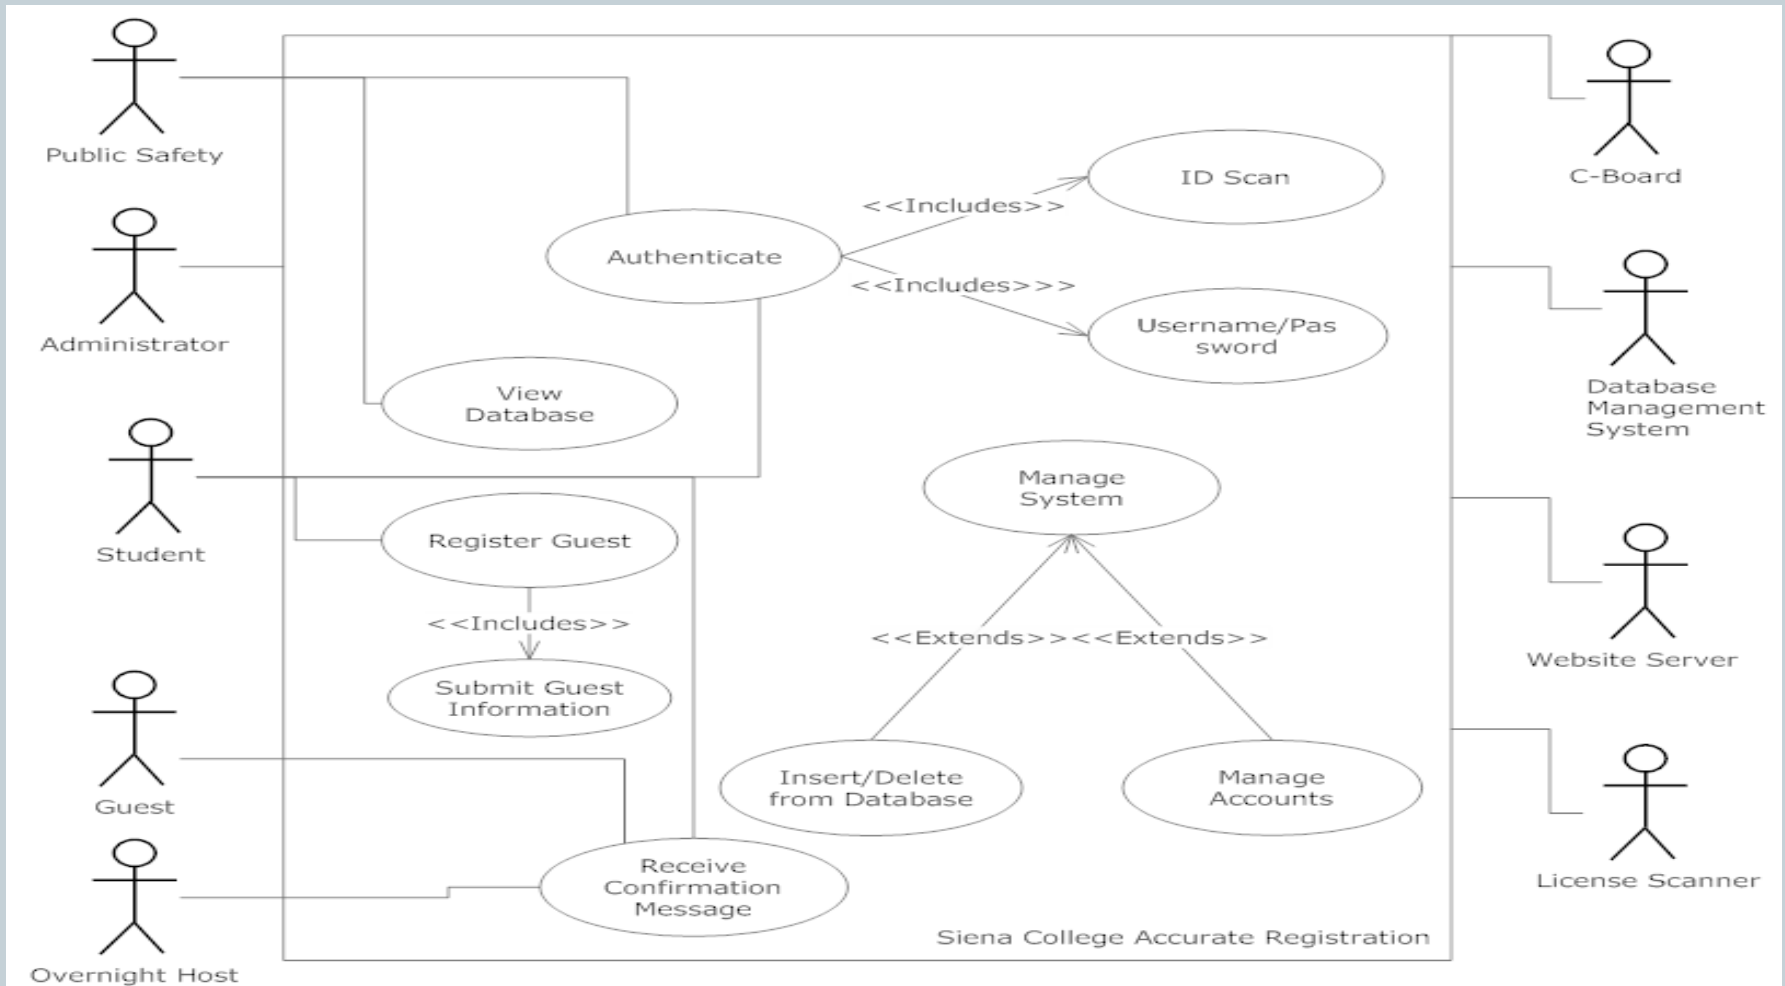 Public Safety
Administrator
Student
Guest
Overnight Host
Authenticate
<<Includes>>
ID Scan
<<Includes>>>
Username/Pas
sword
View
Database
Register Guest
<<Includes>>
Submit Guest
Information
Manage
System
<<Extends>>
<<Extends>>
Insert/Delete
from Database
Manage
Accounts
Receive
Confirmation
Message
Siena College Accurate Registration
C-Board
Database
Management
System
Website Server
License Scanner